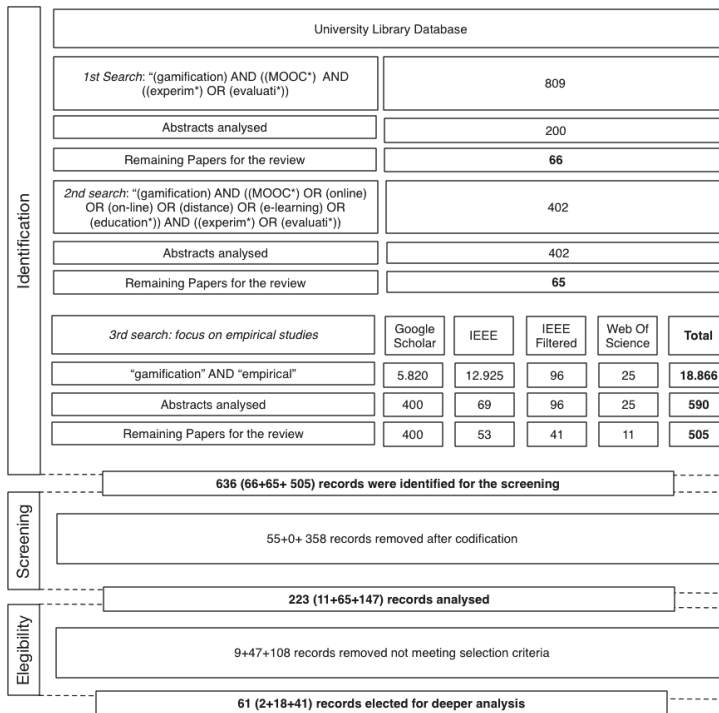 University Library Database
1st Search: “(gamification) AND ((MOOC*) AND
((experim*) OR (evaluati*))
809
Abstracts analysed
200
Remaining Papers for the review
66
2nd search: “(gamification) AND ((MOOC*) OR (online)
OR (on-line) OR (distance) OR (e-learning) OR
(education*)) AND ((experim*) OR (evaluati*))
402
Abstracts analysed
402
Remaining Papers for the review
65
Identification
3rd search: focus on empirical studies
Google
Scholar
IEEE
IEEE
Filtered
Web Of
Science
Total
“gamification” AND “empirical”
5.820
12.925
96
25
18.866
Abstracts analysed
400
69
96
25
590
Remaining Papers for the review
400
53
41
11
505
636 (66+65+ 505) records were identified for the screening
Screening
55+0+ 358 records removed after codification
223 (11+65+147) records analysed
Elegibility
9+47+108 records removed not meeting selection criteria
61 (2+18+41) records elected for deeper analysis